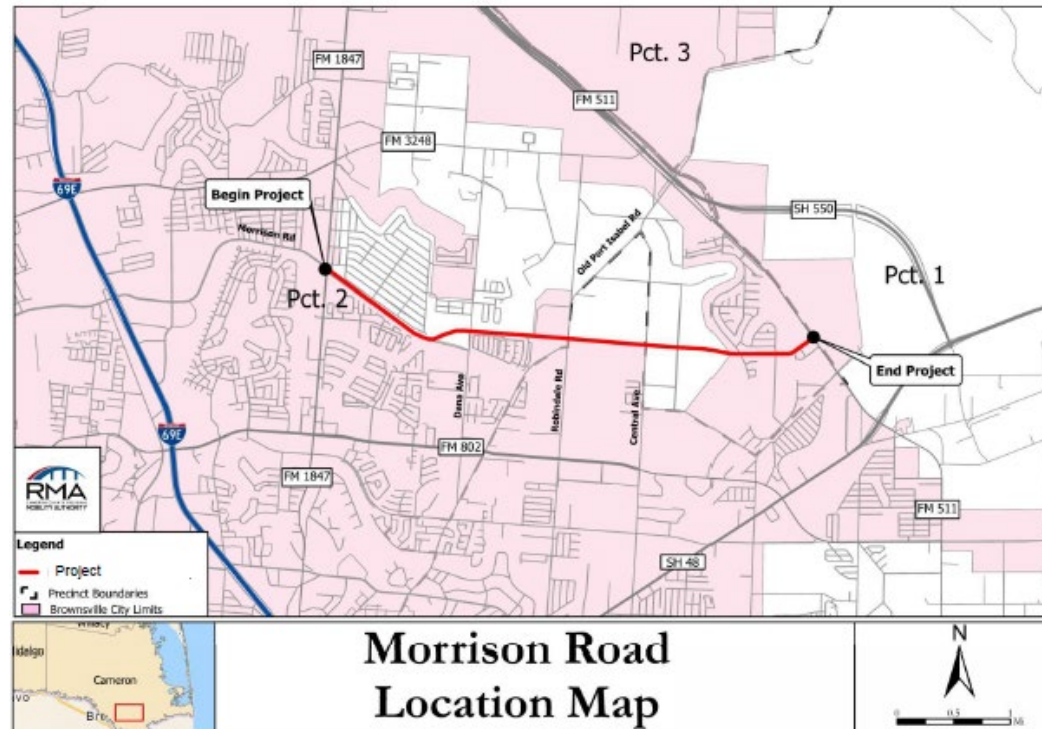 Pct. 3
FM 1847
FM 511
FM 3248
69E
Begin Project
SH 550
Morrison Rd
Old Port Isabel Rd
Pct. 1
Pct. 2
End Project
Dana Ave
Robindale Rd
Central Ave
69E
FM 802
FM 1847
RMA
MOBILITY AUTHORITY
FM 511
SH 48
Legend
Project
Precinct Boundaries
Brownsville City Limits
Cameron
Bro
Morrison Road
Location Map
N
0 0.5 1
Mi